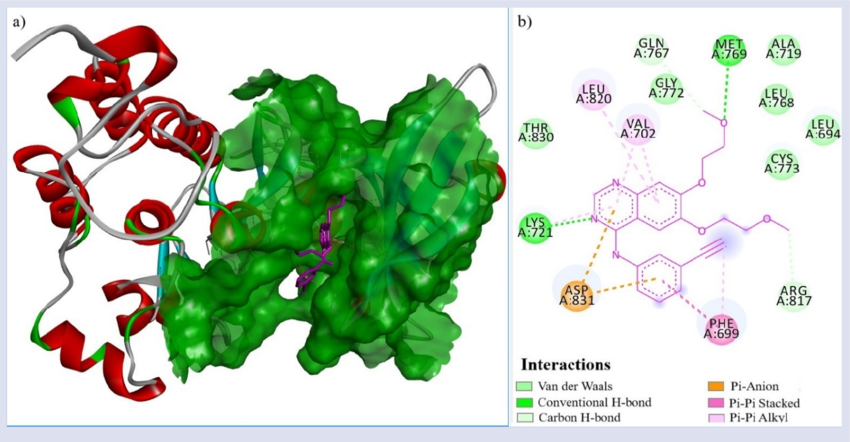 a)
b)
GLN
A:767
MET
A:769
ALA
A:719
LEU
A:820
GLY
A:772
LEU
A:768
THR
A:830
VAL
A:702
LEU
A:694
CYS
A:773
O
N
O
LYS
A:721
N
O
O
N
ASP
A:831
ARG
A:817
PHE
A:699
Interactions
Van der Waals
Conventional H-bond
Carbon H-bond
Pi-Anion
Pi-Pi Stacked
Pi-Pi Alkyl